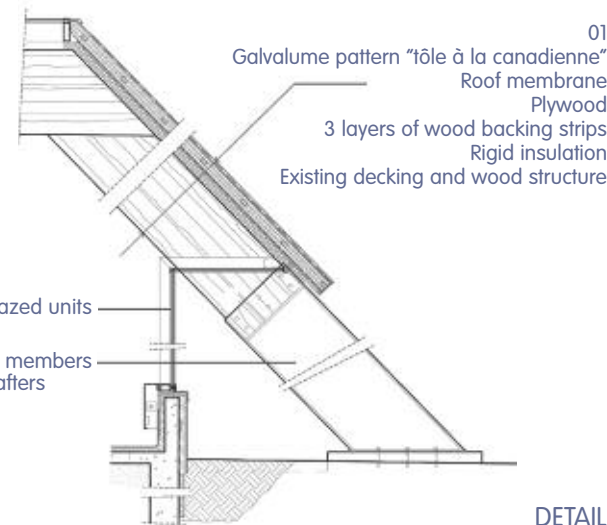 01
Galvalume pattern "tôle à la canadienne"
Roof membrane
Plywood
3 layers of wood backing strips
Rigid insulation
Existing decking and wood structure
azed units
members
afters
DETAIL